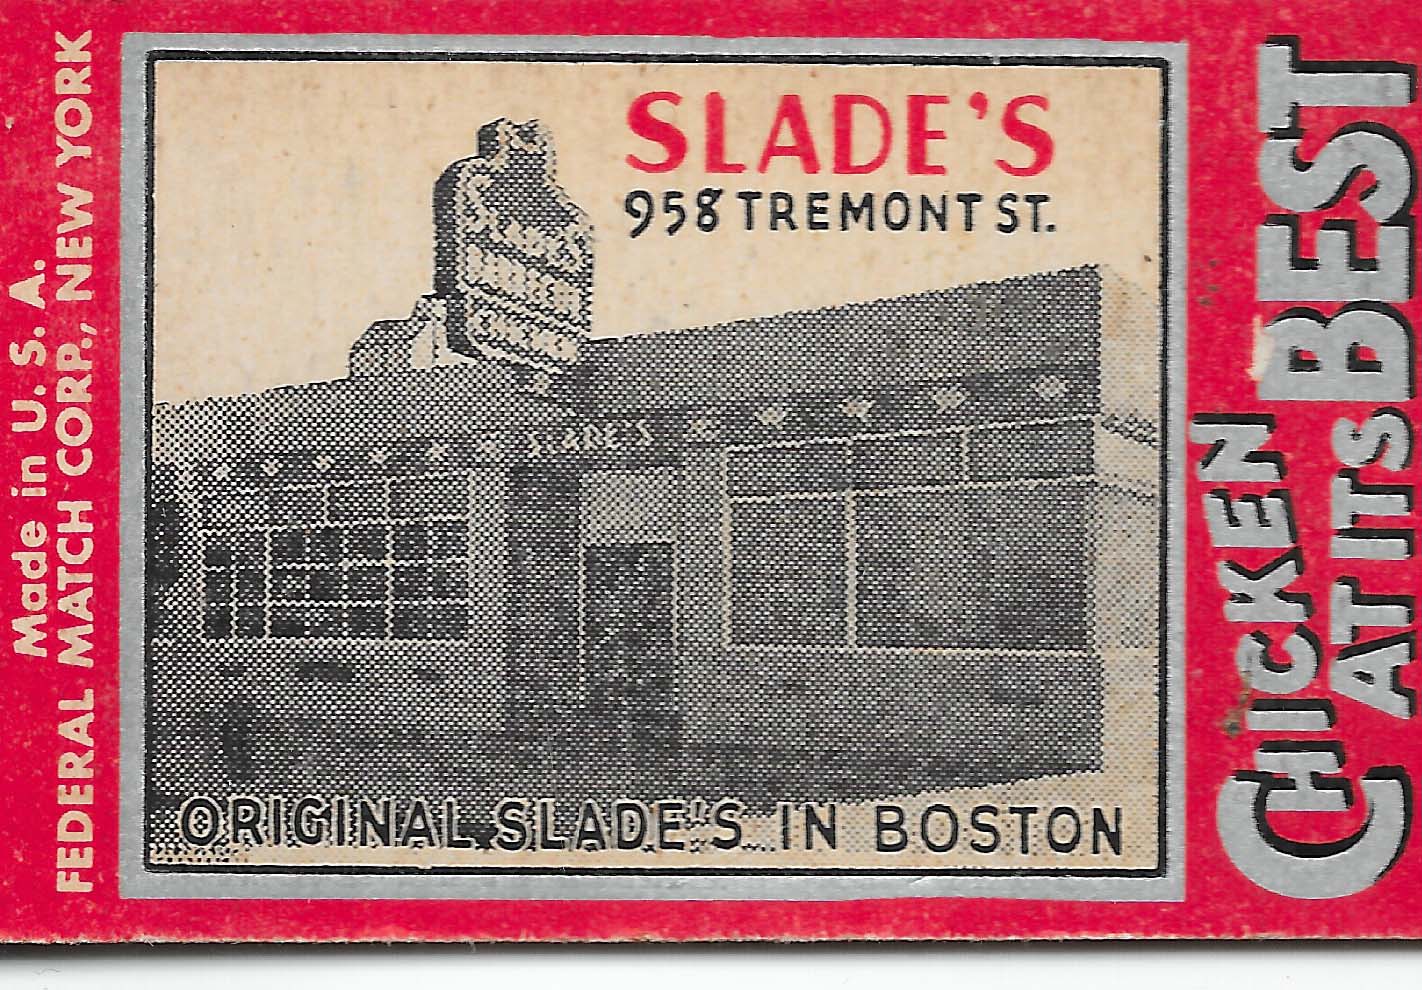 SLADE'S
958 TREMONT ST.
SLADE'S
ORIGINAL SLADE'S IN BOSTON
CHICKEN
AT ITS BEST
Made in U. S. A.
FEDERAL MATCH CORP., NEW YORK